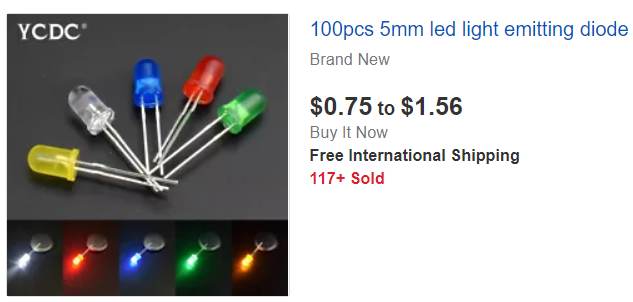 YCDC®
100pcs 5mm led light emitting diode
Brand New
$0.75 to $1.56
Buy It Now
Free International Shipping
117+ Sold